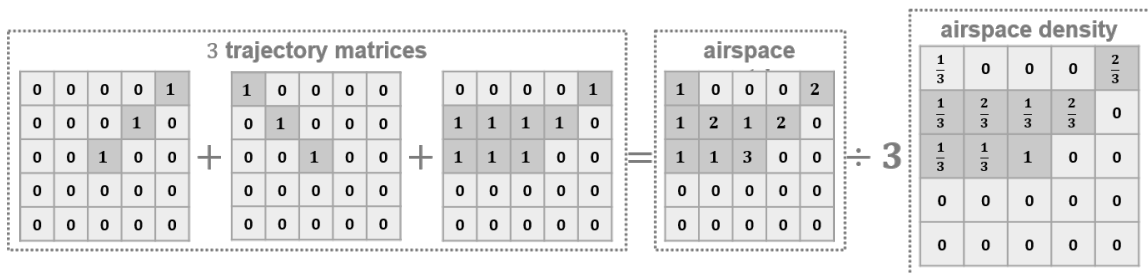 3 trajectory matrices
0 0 0 0 1
0 0 0 1 0
0 0 1 0 0
0 0 0 0 0
0 0 0 0 0
+
1 0 0 0 0
0 1 0 0 0
0 0 1 0 0
0 0 0 0 0
0 0 0 0 0
+
0 0 0 0 1
1 1 1 1 0
1 1 1 0 0
0 0 0 0 0
0 0 0 0 0
=
airspace
1 0 0 0 2
1 2 1 2 0
1 1 3 0 0
0 0 0 0 0
0 0 0 0 0
÷ 3
airspace density
1/3 0 0 0 2/3
1/3 2/3 1/3 2/3 0
1/3 1/3 1 0 0
0 0 0 0 0
0 0 0 0 0